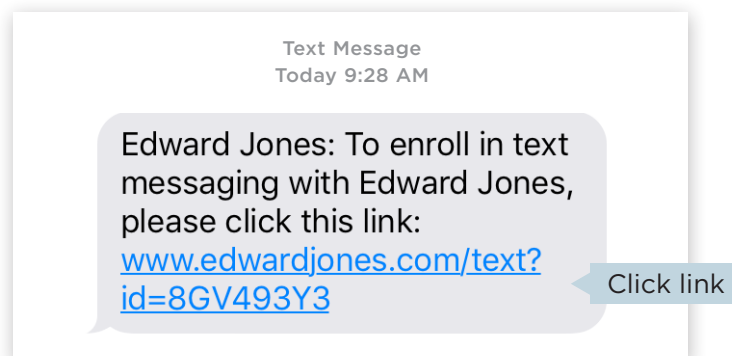 Text Message
Today 9:28 AM
Edward Jones: To enroll in text
messaging with Edward Jones,
please click this link:
www.edwardjones.com/text?
id=8GV493Y3
Click link